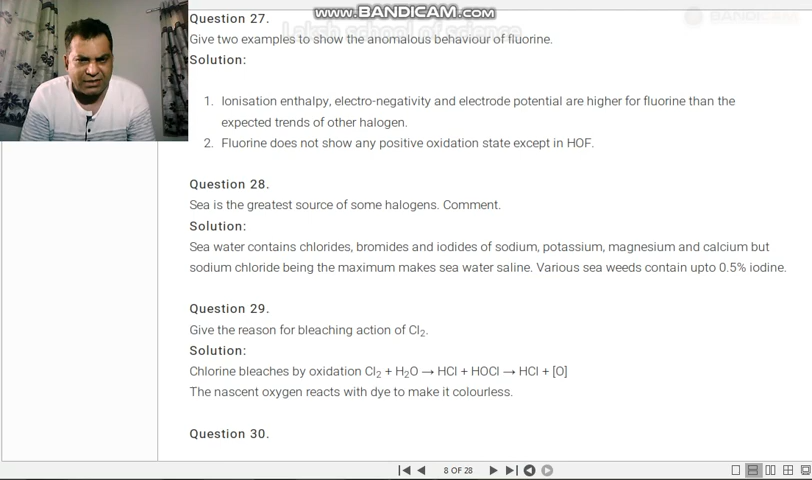 www.BANDICAM.com
Question 27.
Laksh school of science
BANDICAM
Give two examples to show the anomalous behaviour of fluorine.
Solution:
1. Ionisation enthalpy, electro-negativity and electrode potential are higher for fluorine than the
expected trends of other halogen.
2. Fluorine does not show any positive oxidation state except in HOF.
Question 28.
Sea is the greatest source of some halogens. Comment.
Solution:
Sea water contains chlorides, bromides and iodides of sodium, potassium, magnesium and calcium but
sodium chloride being the maximum makes sea water saline. Various sea weeds contain upto 0.5% iodine.
Question 29.
Give the reason for bleaching action of Cl₂.
Solution:
Chlorine bleaches by oxidation Cl₂ + H₂O → HCl + HOCl → HCl + [O]
The nascent oxygen reacts with dye to make it colourless.
Question 30.
8 OF 28